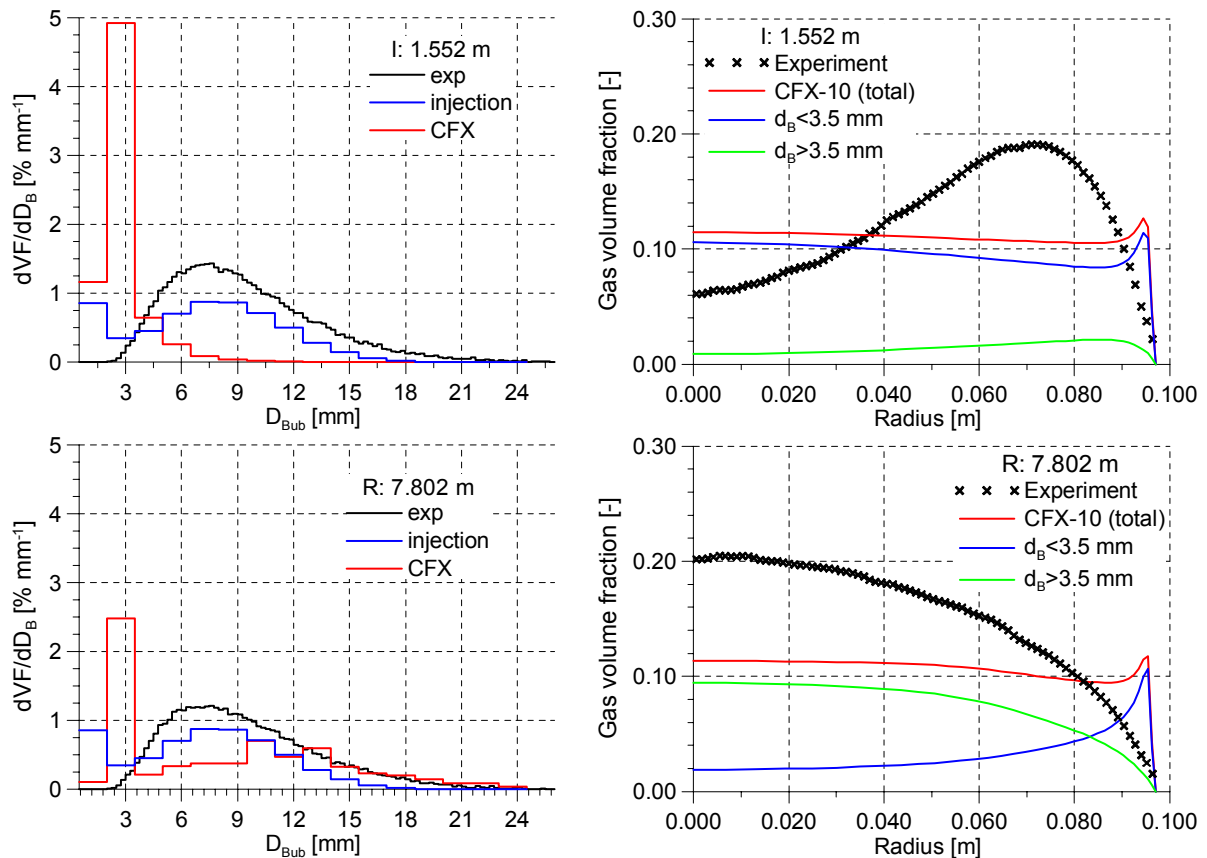 5
4
3
2
1
0
dVF/dD_B [% mm⁻¹]
I: 1.552 m
exp
injection
CFX
3 6 9 12 15 18 21 24
D_Bub [mm]
0.30
0.20
0.10
0.00
Gas volume fraction [-]
I: 1.552 m
Experiment
CFX-10 (total)
d_B<3.5 mm
d_B>3.5 mm
0.000 0.020 0.040 0.060 0.080 0.100
Radius [m]
5
4
3
2
1
0
dVF/dD_B [% mm⁻¹]
R: 7.802 m
exp
injection
CFX
3 6 9 12 15 18 21 24
D_Bub [mm]
0.30
0.20
0.10
0.00
Gas volume fraction [-]
R: 7.802 m
Experiment
CFX-10 (total)
d_B<3.5 mm
d_B>3.5 mm
0.000 0.020 0.040 0.060 0.080 0.100
Radius [m]